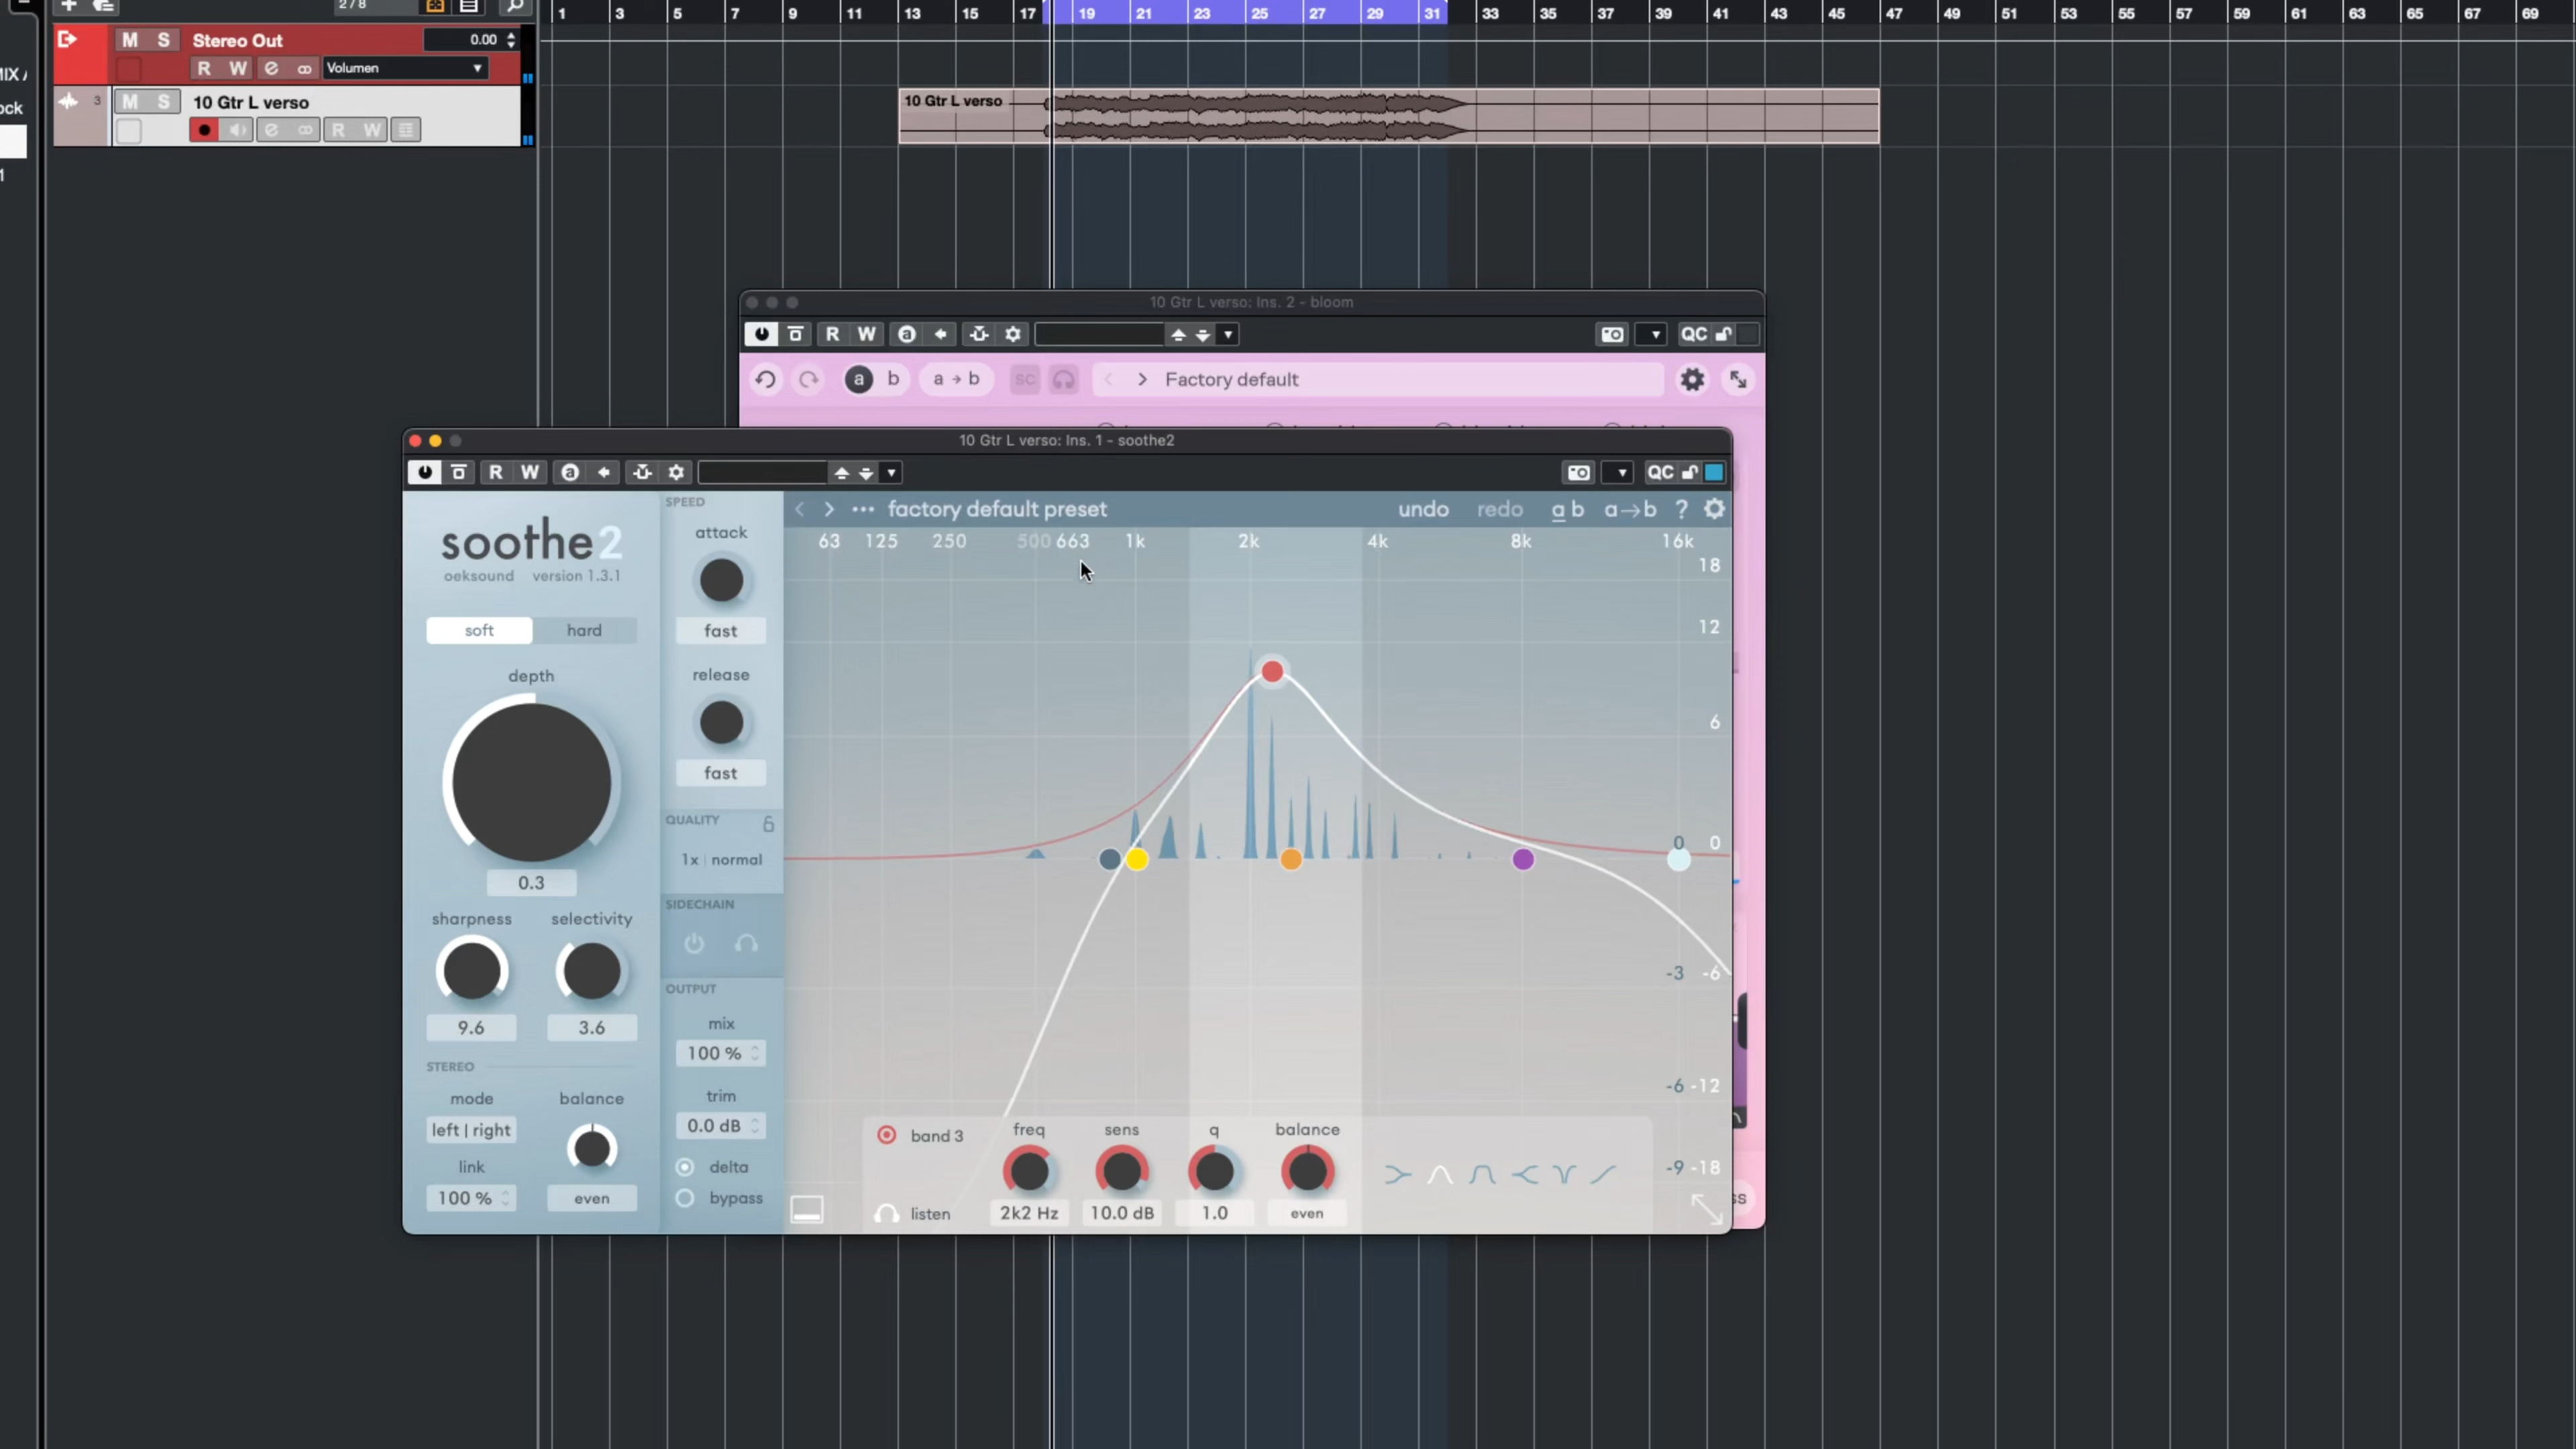 2 / 8
1 3 5 7 9 11 13 15 17 19 21 23 25 27 29 31 33 35 37 39 41 43 45 47 49 51 53 55 57 59 61 63 65 67 69
M S Stereo Out 0.00
R W Volumen
3 M S 10 Gtr L verso
R W
10 Gtr L verso
10 Gtr L verso: Ins. 2 - bloom
R W a QC
a b a b SC Factory default
10 Gtr L verso: Ins. 1 - soothe2
R W a QC
soothe2
oeksound version 1.3.1
soft hard
depth
0.3
sharpness selectivity
9.6 3.6
STEREO
mode balance
left | right
link
100 % even
SPEED
attack
fast
release
fast
QUALITY
1x | normal
SIDECHAIN
OUTPUT
mix
100 %
trim
0.0 dB
delta
bypass
factory default preset undo redo a b a→b ?
63 125 250 500 663 1k 2k 4k 8k 16k
18
12
6
0 0
-3 -6
-6 -12
-9 -18
band 3 freq sens q balance
listen 2k2 Hz 10.0 dB 1.0 even